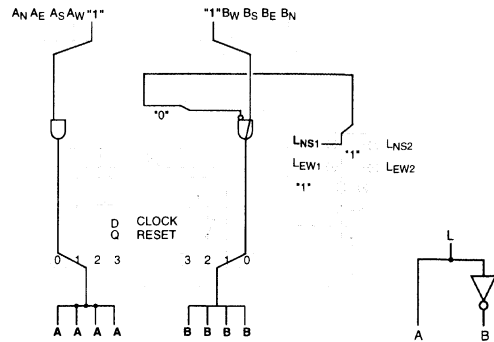 AN AE AS AW "1"
"1" BW BS BE BN
"0"
LNS1
"1"
LNS2
LEW1
LEW2
"1"
D CLOCK
Q RESET
0 1 2 3
3 2 1 0
L
A A A A
B B B B
A B